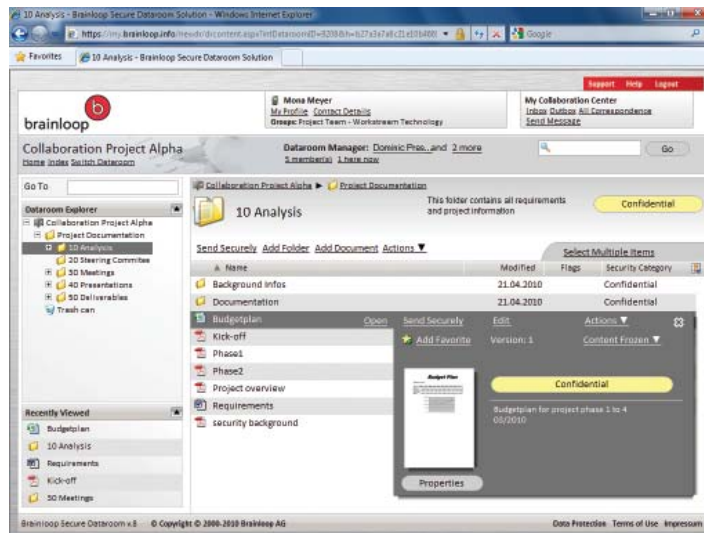 10 Analysis - Brainloop Secure Dataroom Solution - Windows Internet Explorer
Google
Favorites 10 Analysis - Brainloop Secure Dataroom Solution
Support Help Logout
brainloop b
Mona Meyer
My Profile Contact Details
Groups: Project Team - Workstream Technology
My Collaboration Center
Inbox Outbox All Correspondence
Send Message
Collaboration Project Alpha
Home Index Switch Dataroom
Dataroom Manager: Dominic Pres...and 2 more
5 member(s) 1 here now
Go
Go To
Collaboration Project Alpha ▶ Project Documentation
10 Analysis
This folder contains all requirements
and project information
Confidential
Dataroom Explorer
Collaboration Project Alpha
Project Documentation
10 Analysis
20 Steering Commitee
30 Meetings
40 Presentations
50 Deliverables
Trash can
Send Securely Add Folder Add Document Actions ▼
Select Multiple Items
Name Modified Flags Security Category
Background Infos 21.04.2010 Confidential
Documentation 21.04.2010 Confidential
Budgetplan Open Send Securely Edit Actions ▼
Add Favorite Version: 1 Content Frozen ▼
Kick-off
Phase1
Phase2
Project overview
Requirements
security background
Budget Plan
Confidential
Budgetplan for project phase 1 to 4
03/2010
Properties
Recently Viewed
Budgetplan
10 Analysis
Requirements
Kick-off
30 Meetings
Brainloop Secure Dataroom v.8 © Copyright © 2000-2010 Brainloop AG
Data Protection Terms of Use Impressum